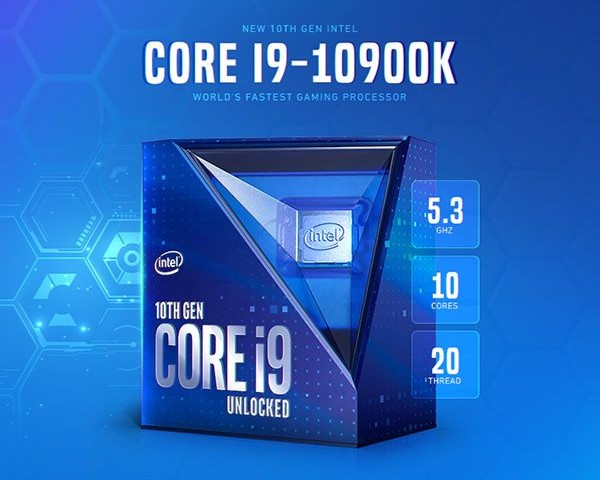 NEW 10TH GEN INTEL
CORE I9-10900K
WORLD'S FASTEST GAMING PROCESSOR
intel
intel
10TH GEN
CORE i9
UNLOCKED
5.3
GHZ
10
CORES
20
THREAD